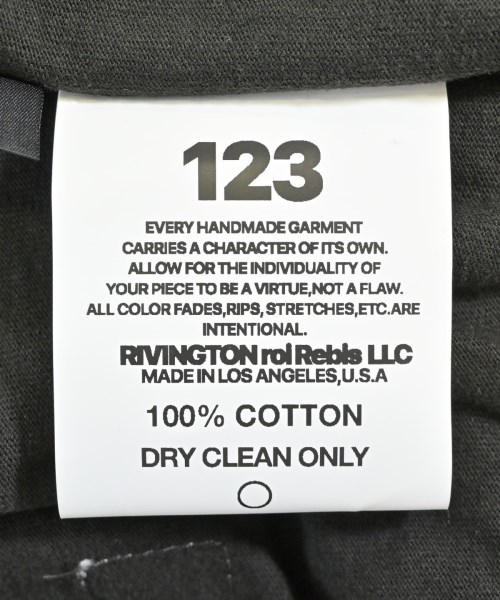 123
EVERY HANDMADE GARMENT
CARRIES A CHARACTER OF ITS OWN.
ALLOW FOR THE INDIVIDUALITY OF
YOUR PIECE TO BE A VIRTUE,NOT A FLAW.
ALL COLOR FADES,RIPS, STRETCHES,ETC.ARE
INTENTIONAL.
RIVINGTON roi Rebis LLC
MADE IN LOS ANGELES,U.S.A
100% COTTON
DRY CLEAN ONLY